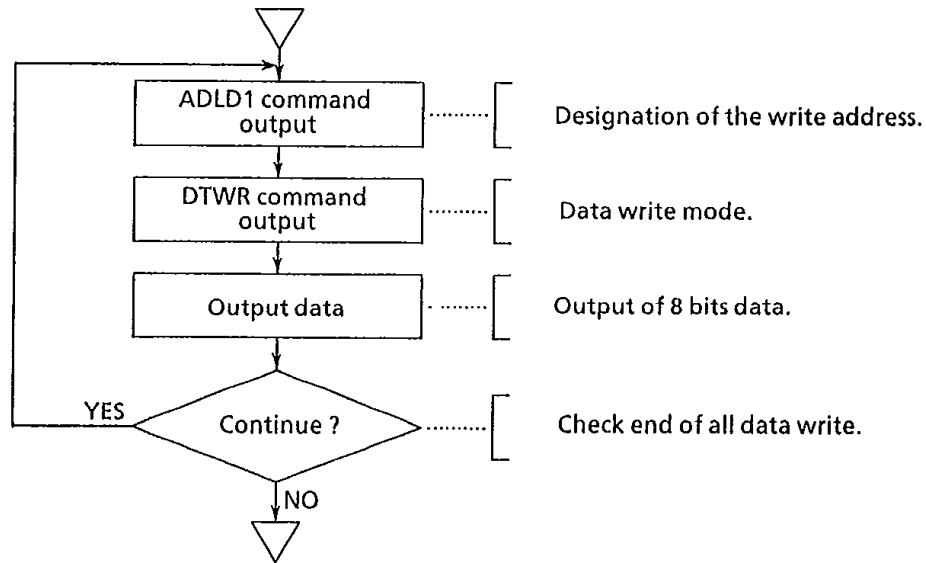 ADLD1 command
output
Designation of the write address.
DTWR command
output
Data write mode.
Output data
Output of 8 bits data.
YES
Continue ?
Check end of all data write.
NO